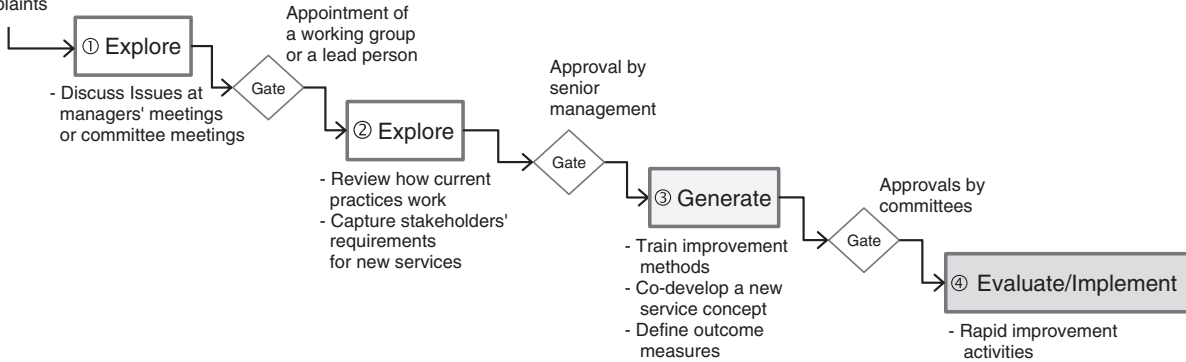 ① Explore
- Discuss Issues at
managers' meetings
or committee meetings
Gate
Appointment of
a working group
or a lead person
② Explore
- Review how current
practices work
- Capture stakeholders'
requirements
for new services
Gate
Approval by
senior
management
③ Generate
- Train improvement
methods
- Co-develop a new
service concept
- Define outcome
measures
Gate
Approvals by
committees
④ Evaluate/Implement
- Rapid improvement
activities